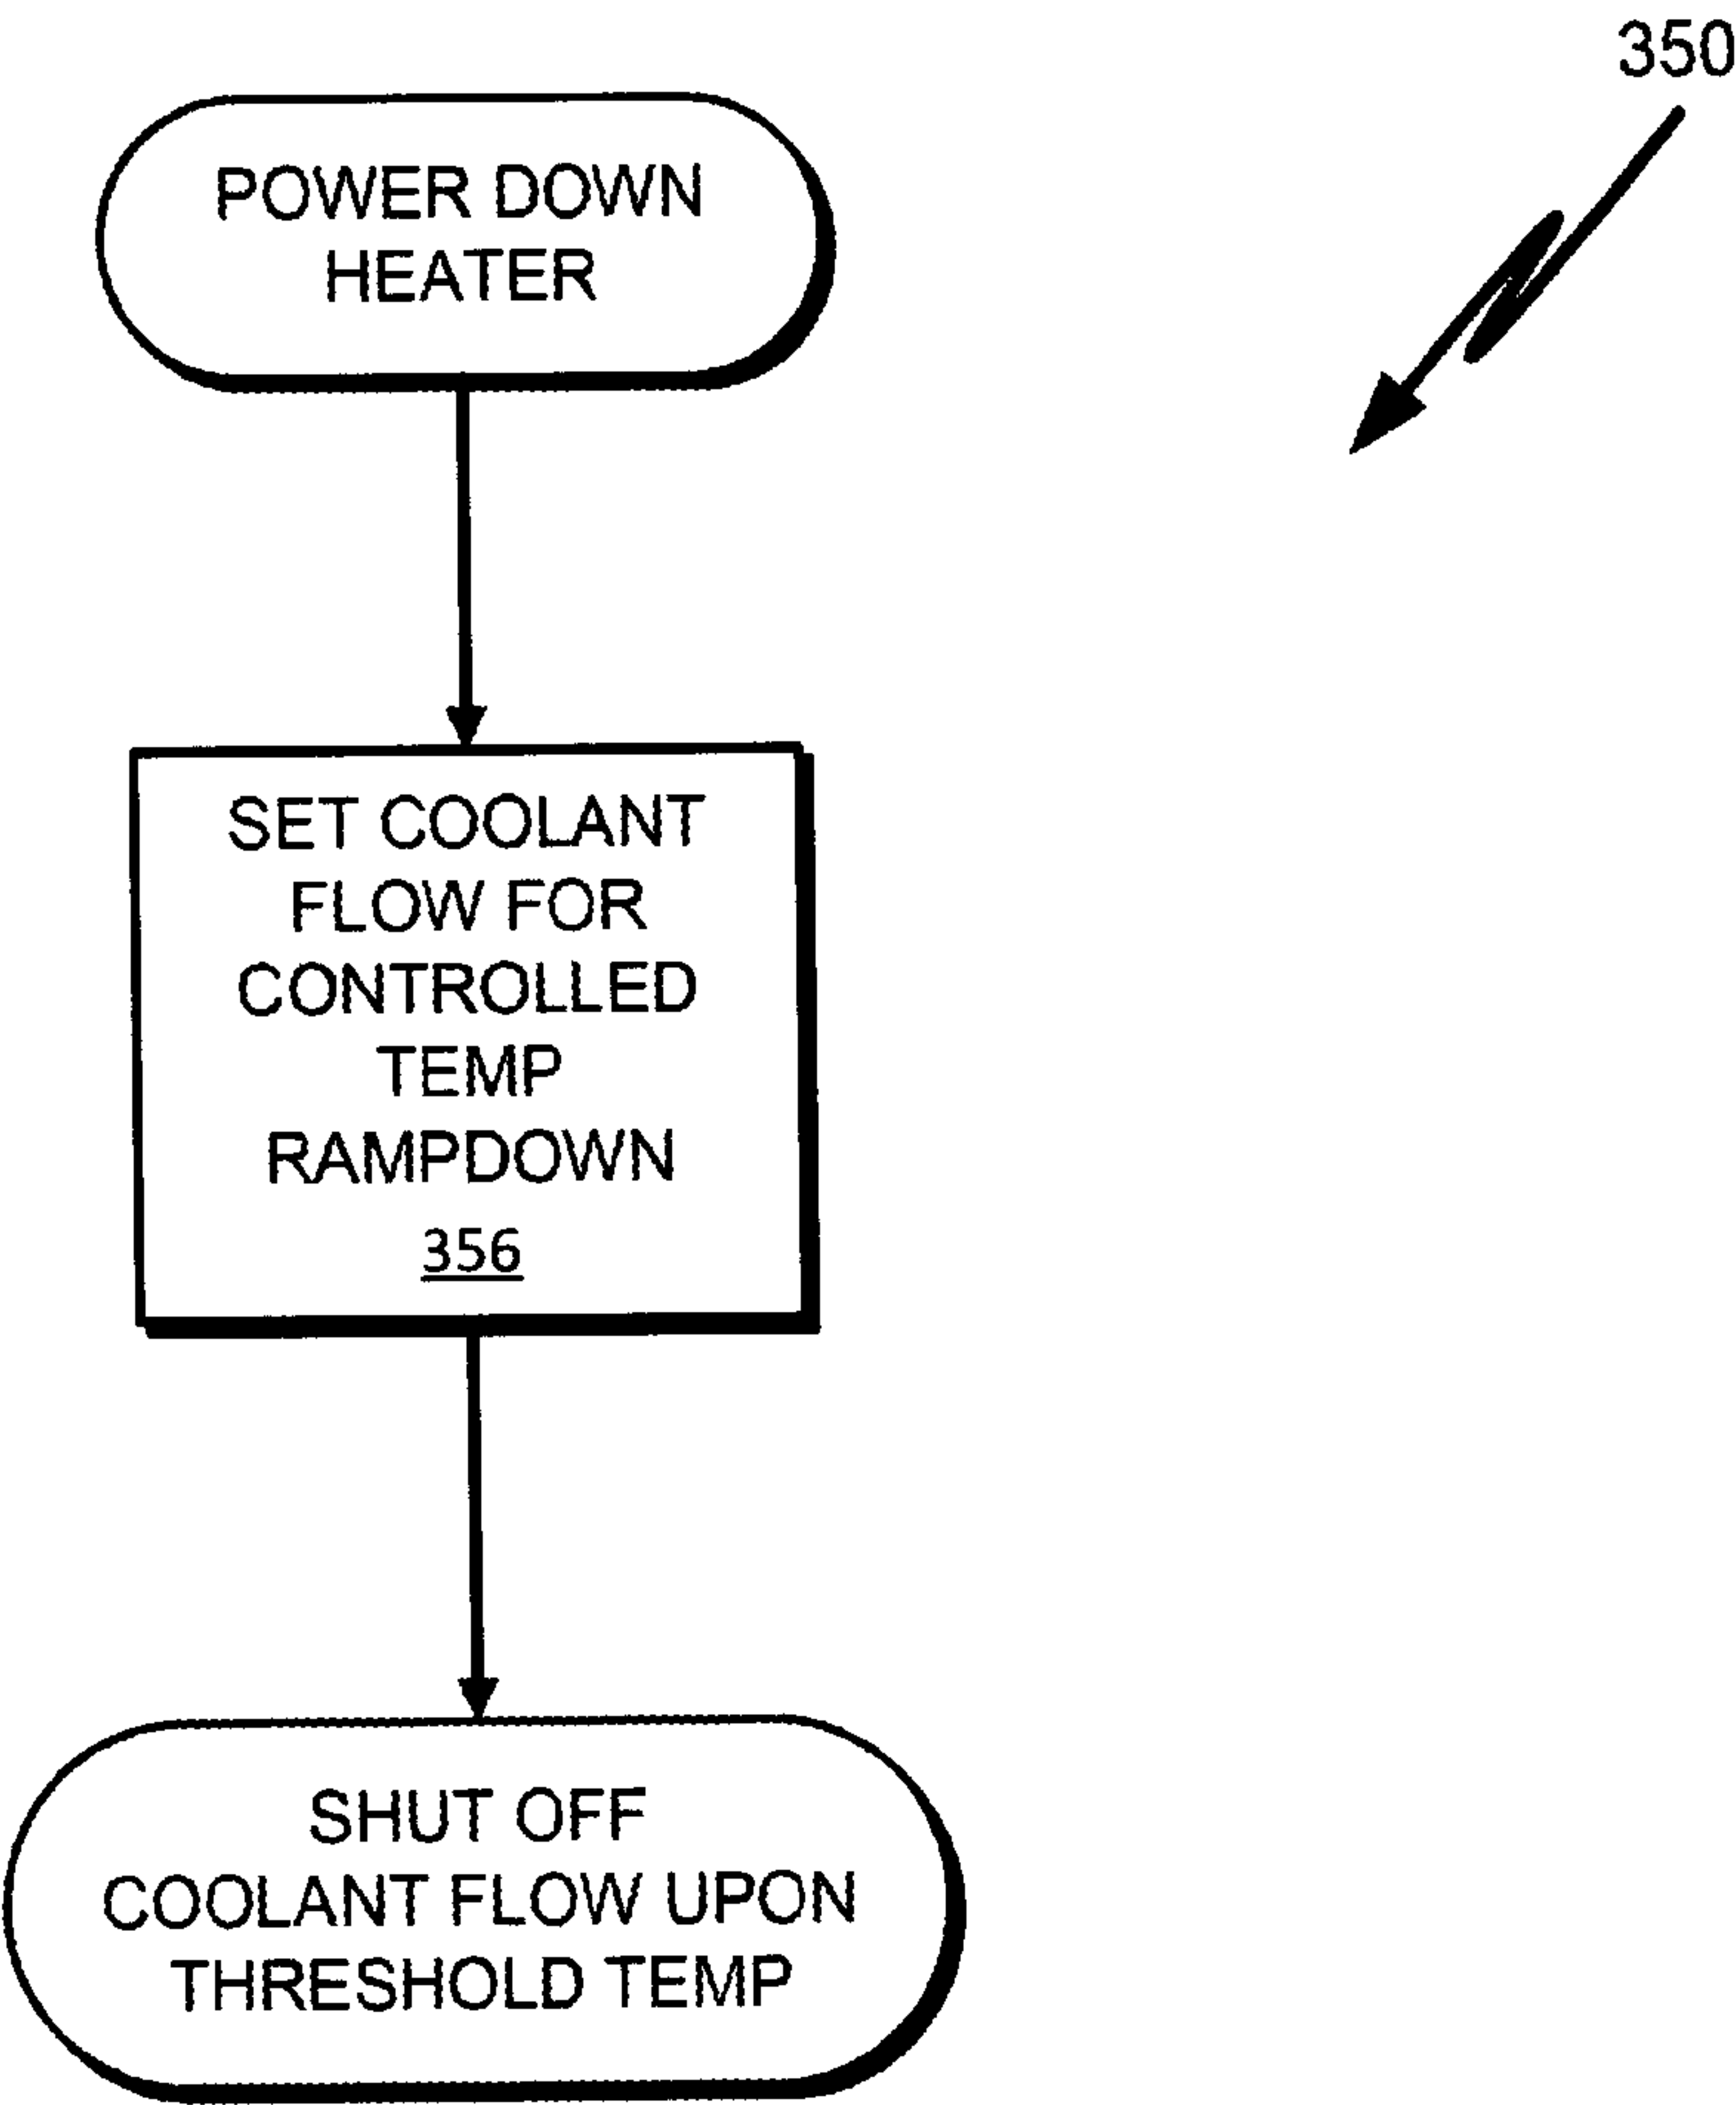 350
POWER DOWN
HEATER
SET COOLANT
FLOW FOR
CONTROLLED
TEMP
RAMPDOWN
356
SHUT OFF
COOLANT FLOW UPON
THRESHOLD TEMP